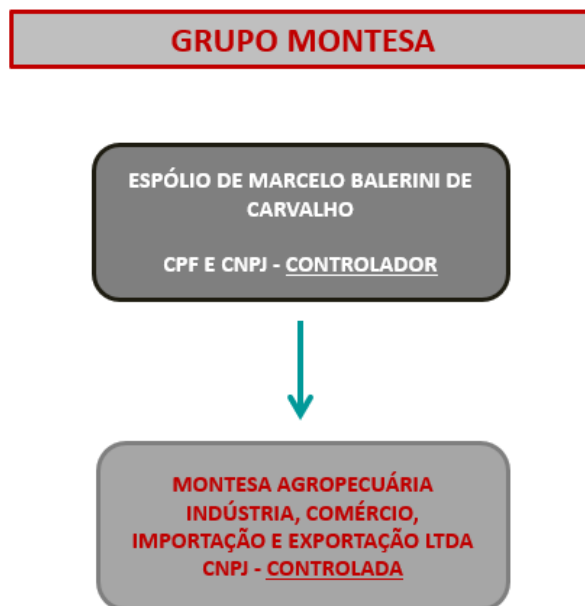 GRUPO MONTESA
ESPÓLIO DE MARCELO BALERINI DE
CARVALHO
CPF E CNPJ - CONTROLADOR
MONTESA AGROPECUÁRIA
INDÚSTRIA, COMÉRCIO,
IMPORTAÇÃO E EXPORTAÇÃO LTDA
CNPJ - CONTROLADA